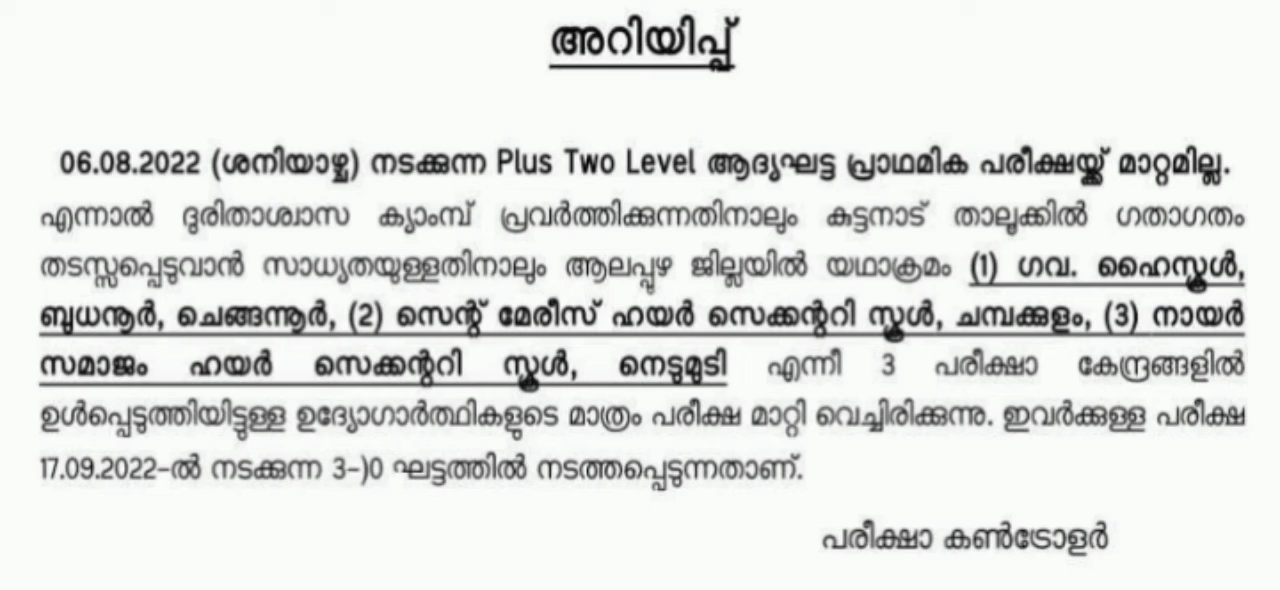 അറിയിപ്പ്
06.08.2022 (ശനിയാഴ്ച) നടക്കുന്ന Plus Two Level ആദ്യഘട്ട പ്രാഥമിക പരീക്ഷയ്ക്ക് മാറ്റമില്ല.
എന്നാൽ ദുരിതാശ്വാസ ക്യാംമ്പ് പ്രവർത്തിക്കുന്നതിനാലും കുട്ടനാട് താലൂക്കിൽ ഗതാഗതം
തടസ്സപ്പെടുവാൻ സാധ്യതയുള്ളതിനാലും ആലപ്പുഴ ജില്ലയിൽ യഥാക്രമം (1) ഗവ. ഹൈസ്കൂൾ,
ബുധനൂർ, ചെങ്ങന്നൂർ, (2) സെന്റ് മേരീസ് ഹയർ സെക്കന്ററി സ്കൂൾ, ചമ്പക്കുളം, (3) നായർ
സമാജം ഹയർ സെക്കന്ററി സ്കൂൾ, നെടുമുടി എന്നീ 3 പരീക്ഷാ കേന്ദ്രങ്ങളിൽ
ഉൾപ്പെടുത്തിയിട്ടുള്ള ഉദ്യോഗാർത്ഥികളുടെ മാത്രം പരീക്ഷ മാറ്റി വെച്ചിരിക്കുന്നു. ഇവർക്കുള്ള പരീക്ഷ
17.09.2022-ൽ നടക്കുന്ന 3-)0 ഘട്ടത്തിൽ നടത്തപ്പെടുന്നതാണ്.
പരീക്ഷാ കൺട്രോളർ